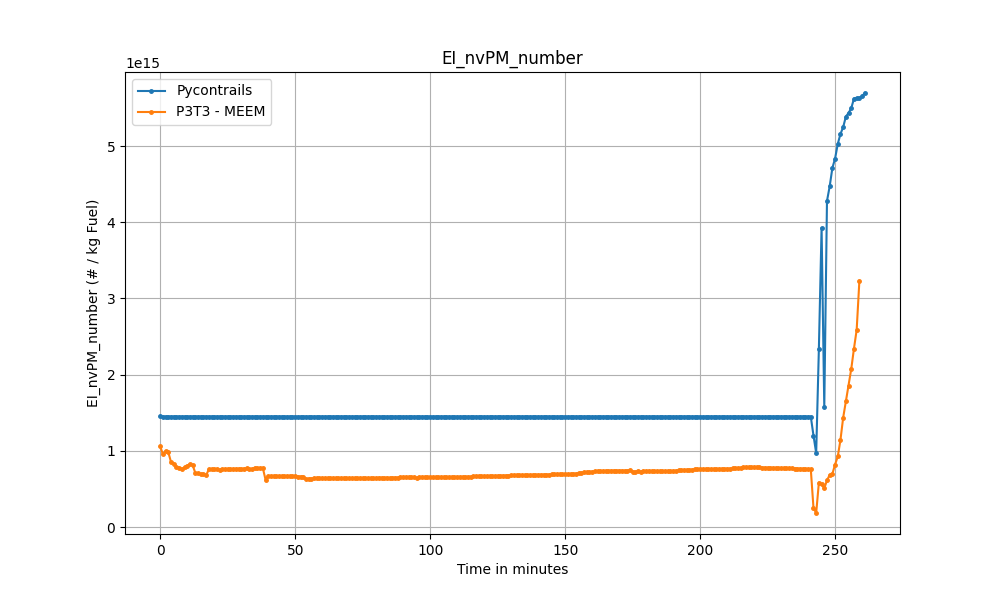 EI_nvPM_number
1e15
Pycontrails
P3T3 - MEEM
EI_nvPM_number (# / kg Fuel)
5
4
3
2
1
0
0 50 100 150 200 250
Time in minutes